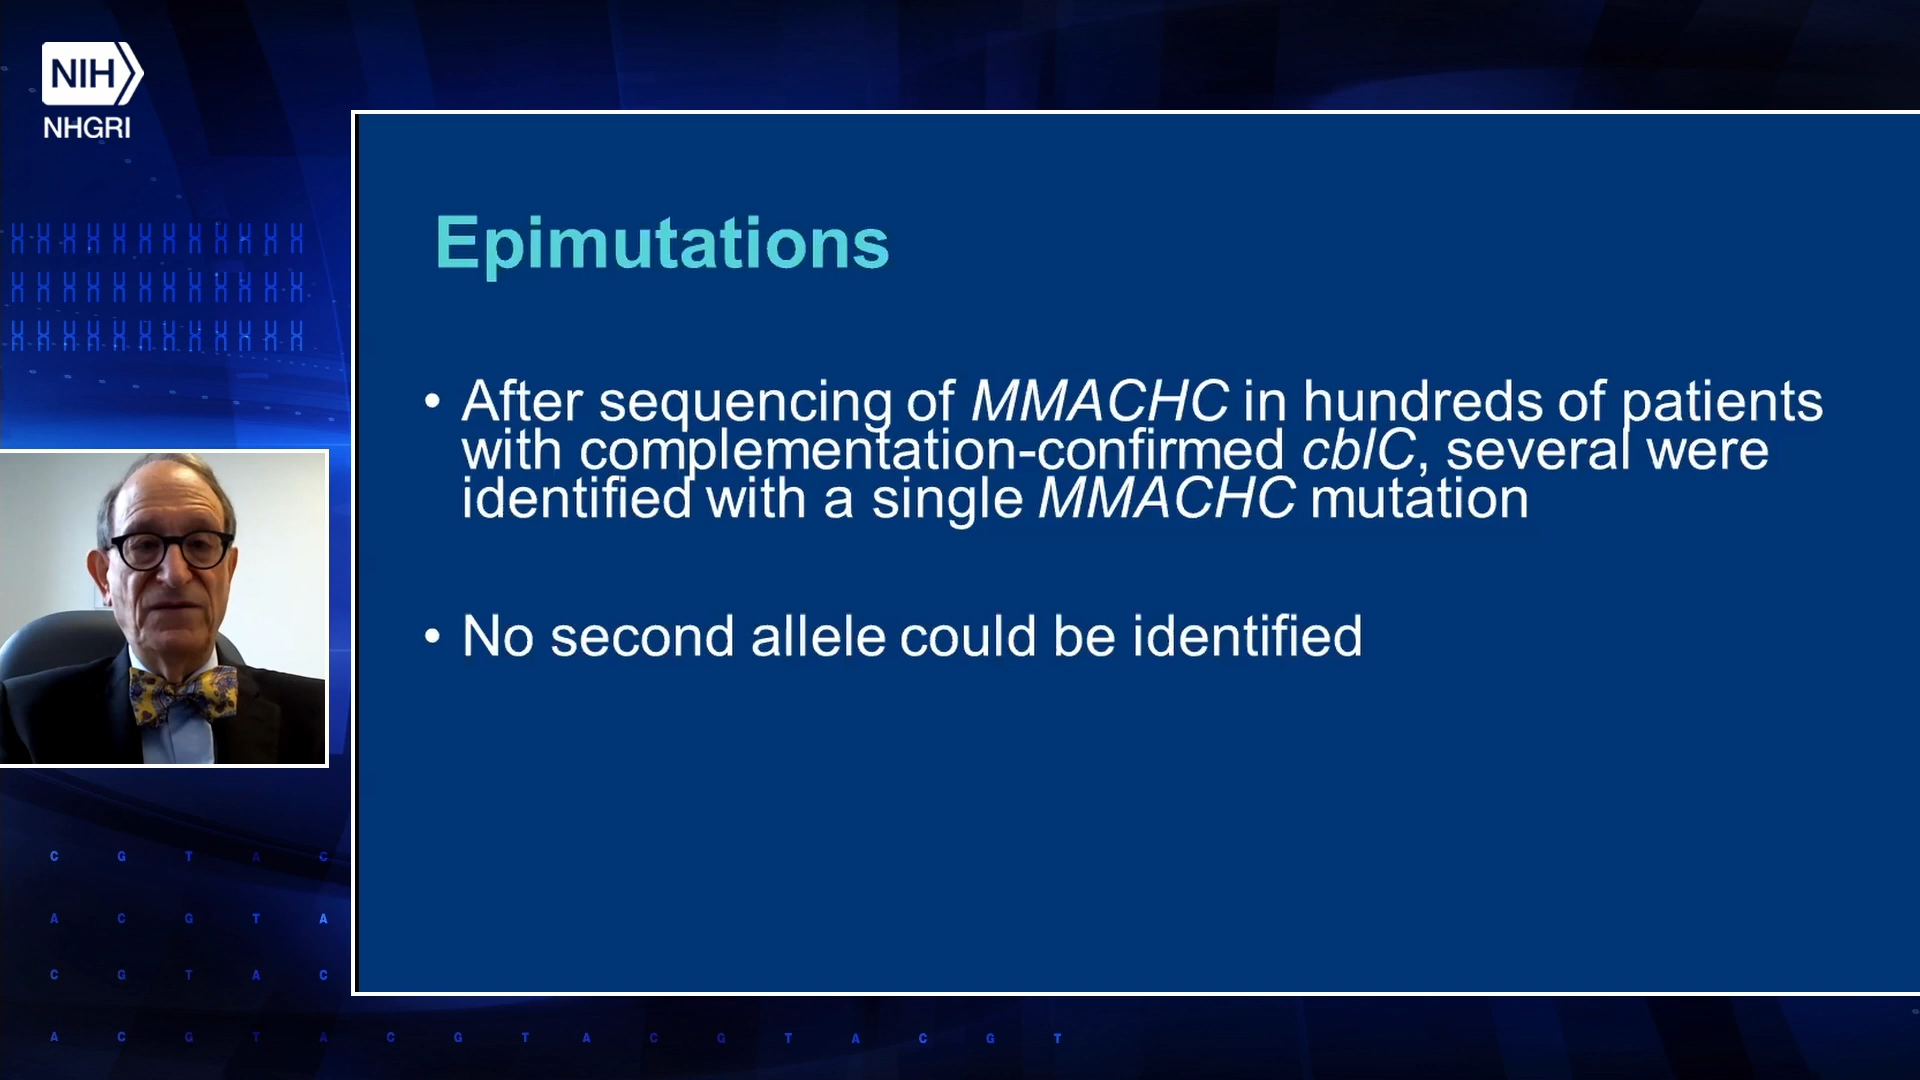 NIH
NHGRI
Epimutations
• After sequencing of MMACHC in hundreds of patients
with complementation-confirmed cblC, several were
identified with a single MMACHC mutation
• No second allele could be identified
C G T A C
A C G T A
C G T A C
A C G T A C G T A C G T A C G T